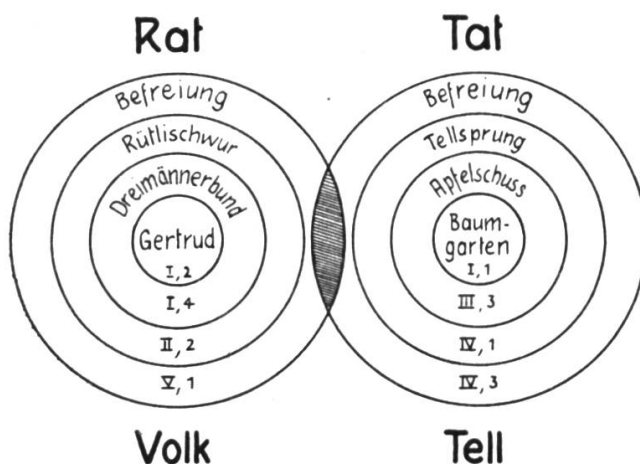 Rat
Tat
Befreiung
Rütlischwur
Dreimännerbund
Gertrud
I, 2
I, 4
II, 2
V, 1
Befreiung
Tellsprung
Apfelschuss
Baum-
garten
I, 1
III, 3
IV, 1
IV, 3
Volk
Tell